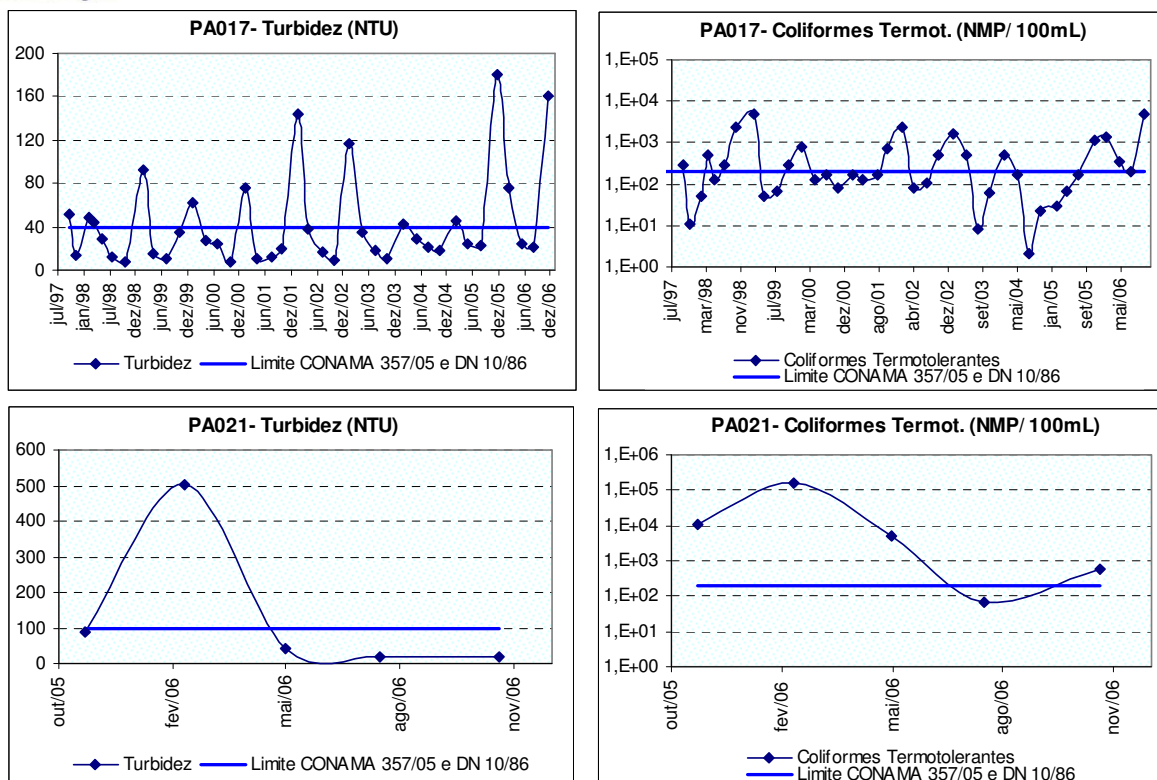 PA017- Turbidez (NTU)
200
160
120
80
40
0
jul/97
jan/98
jul/98
dez/98
jun/99
dez/99
jun/00
dez/00
jun/01
dez/01
jun/02
dez/02
jun/03
dez/03
jun/04
dez/04
jun/05
dez/05
jun/06
dez/06
Turbidez
Limite CONAMA 357/05 e DN 10/86
PA017- Coliformes Termot. (NMP/ 100mL)
1,E+05
1,E+04
1,E+03
1,E+02
1,E+01
1,E+00
jul/97
mar/98
nov/98
jul/99
mar/00
dez/00
ago/01
abr/02
dez/02
set/03
mai/04
jan/05
set/05
mai/06
Coliformes Termotolerantes
Limite CONAMA 357/05 e DN 10/86
PA021- Turbidez (NTU)
600
500
400
300
200
100
0
out/05
fev/06
mai/06
ago/06
nov/06
Turbidez
Limite CONAMA 357/05 e DN 10/86
PA021- Coliformes Termot. (NMP/ 100mL)
1,E+06
1,E+05
1,E+04
1,E+03
1,E+02
1,E+01
1,E+00
out/05
fev/06
mai/06
ago/06
nov/06
Coliformes Termotolerantes
Limite CONAMA 357/05 e DN 10/86